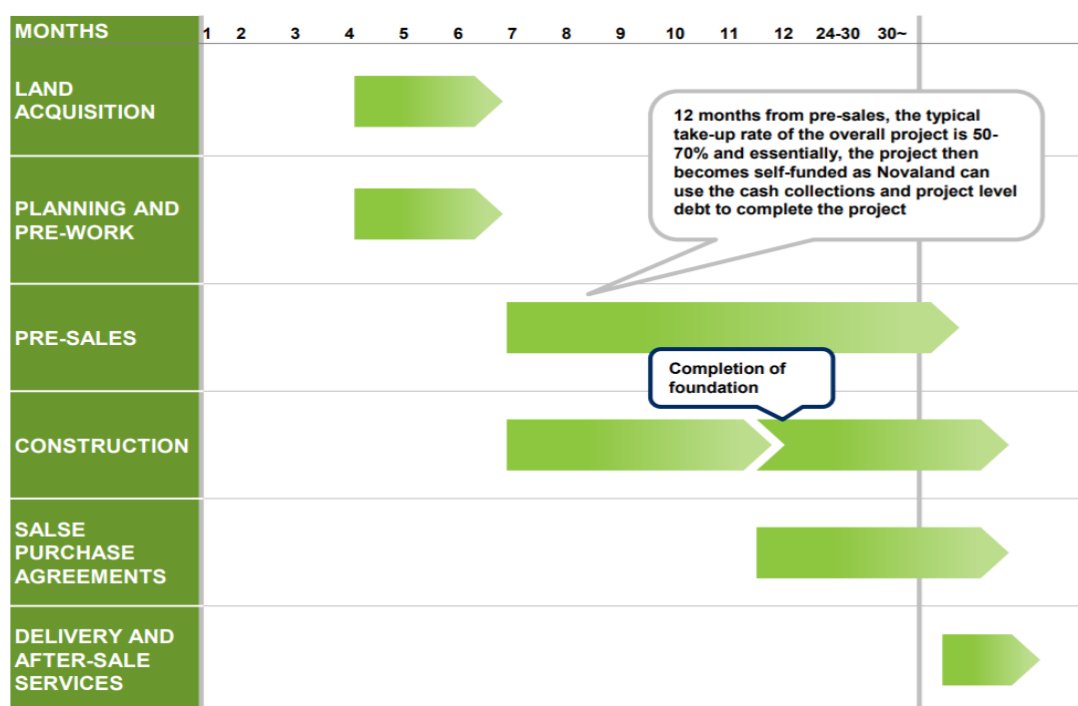 MONTHS 1 2 3 4 5 6 7 8 9 10 11 12 24-30 30~
LAND
ACQUISITION
12 months from pre-sales, the typical
take-up rate of the overall project is 50-
70% and essentially, the project then
becomes self-funded as Novaland can
use the cash collections and project level
debt to complete the project
PLANNING AND
PRE-WORK
PRE-SALES
Completion of
foundation
CONSTRUCTION
SALSE
PURCHASE
AGREEMENTS
DELIVERY AND
AFTER-SALE
SERVICES